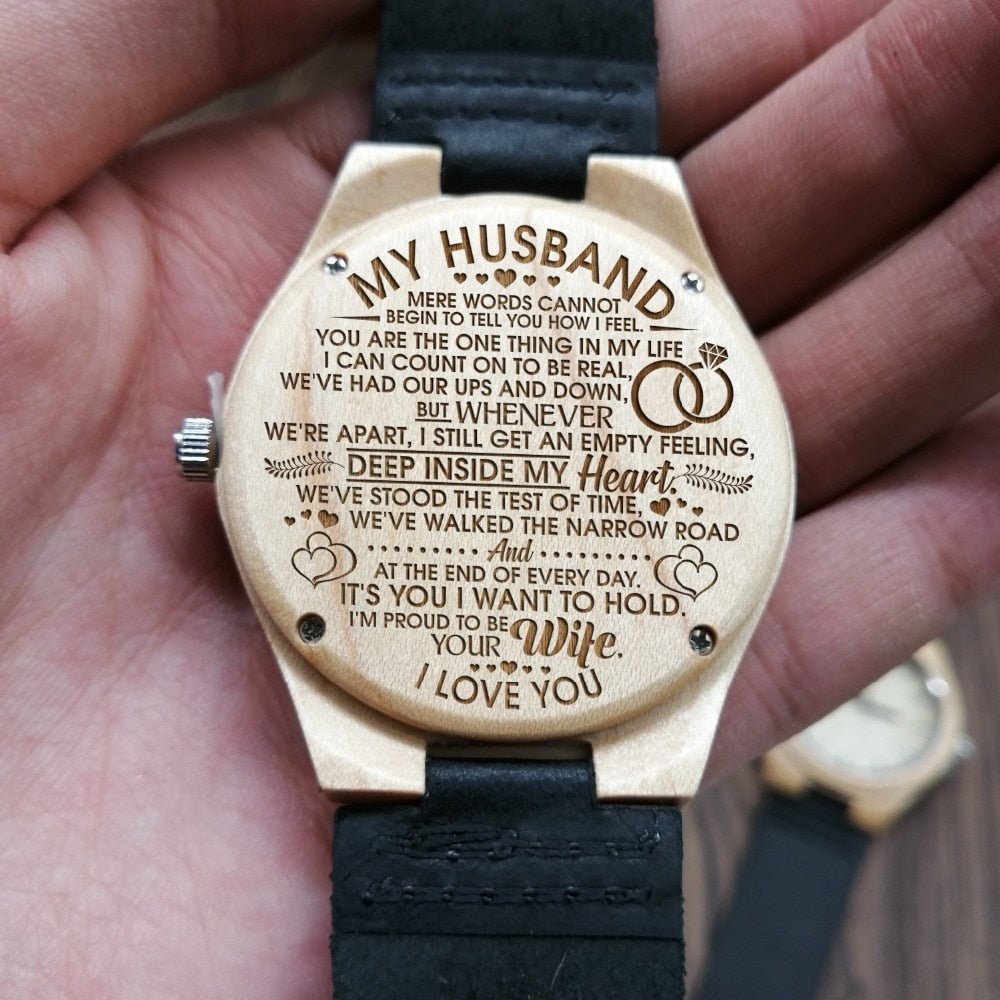 MY HUSBAND
MERE WORDS CANNOT
BEGIN TO TELL YOU HOW I FEEL.
YOU ARE THE ONE THING IN MY LIFE
I CAN COUNT ON TO BE REAL,
WE'VE HAD OUR UPS AND DOWN,
BUT WHENEVER
WE'RE APART, I STILL GET AN EMPTY FEELING,
DEEP INSIDE MY Heart.
WE'VE STOOD THE TEST OF TIME,
WE'VE WALKED THE NARROW ROAD
And
AT THE END OF EVERY DAY.
IT'S YOU I WANT TO HOLD.
I'M PROUD TO BE
YOUR Wife.
I LOVE YOU